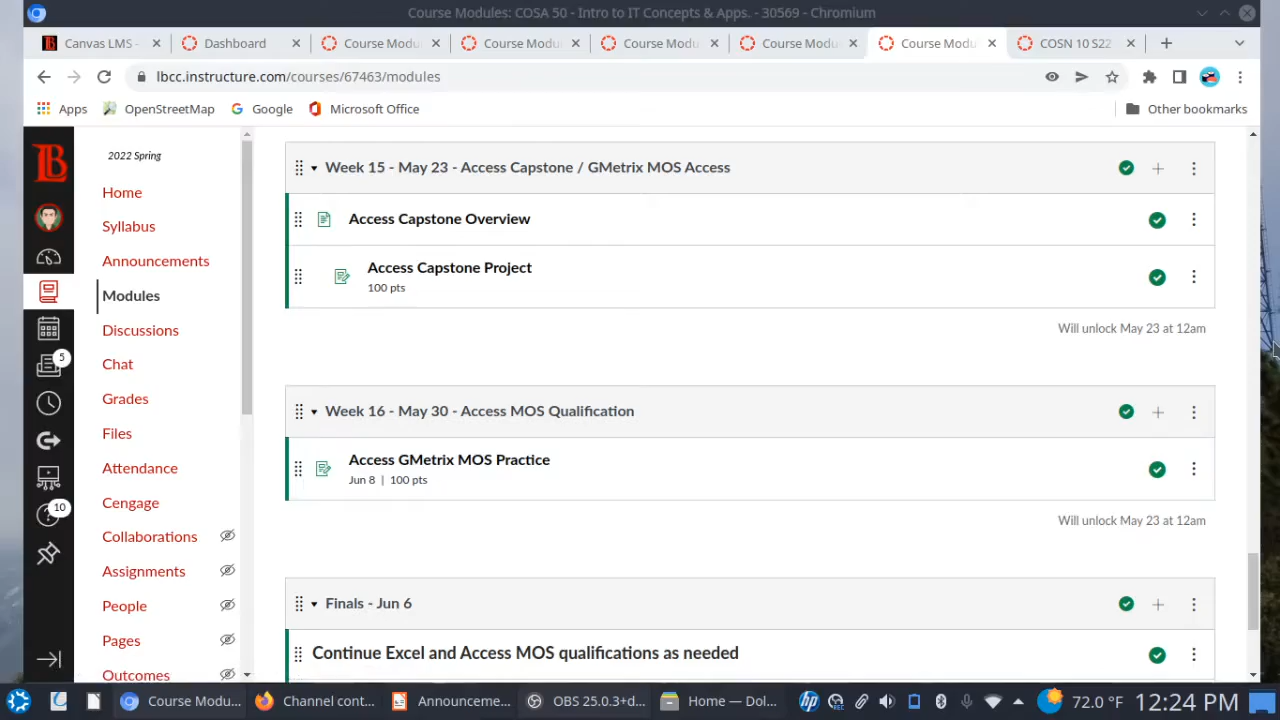 Course Modules: COSA 50 - Intro to IT Concepts & Apps. - 30569 - Chromium
Canvas LMS -
Dashboard
Course Modu
Course Modul
Course Modu
Course Modu
Course Modu
COSN 10 S22
lbcc.instructure.com/courses/67463/modules
Apps
OpenStreetMap
Google
Microsoft Office
Other bookmarks
2022 Spring
Home
Syllabus
Announcements
Modules
Discussions
Chat
Grades
Files
Attendance
Cengage
Collaborations
Assignments
People
Pages
Outcomes
5
10
Week 15 - May 23 - Access Capstone / GMetrix MOS Access
Access Capstone Overview
Access Capstone Project
100 pts
Will unlock May 23 at 12am
Week 16 - May 30 - Access MOS Qualification
Access GMetrix MOS Practice
Jun 8 | 100 pts
Will unlock May 23 at 12am
Finals - Jun 6
Continue Excel and Access MOS qualifications as needed
Course Modu...
Channel cont...
Announceme...
OBS 25.0.3+d...
Home — Dol...
72.0 °F
12:24 PM